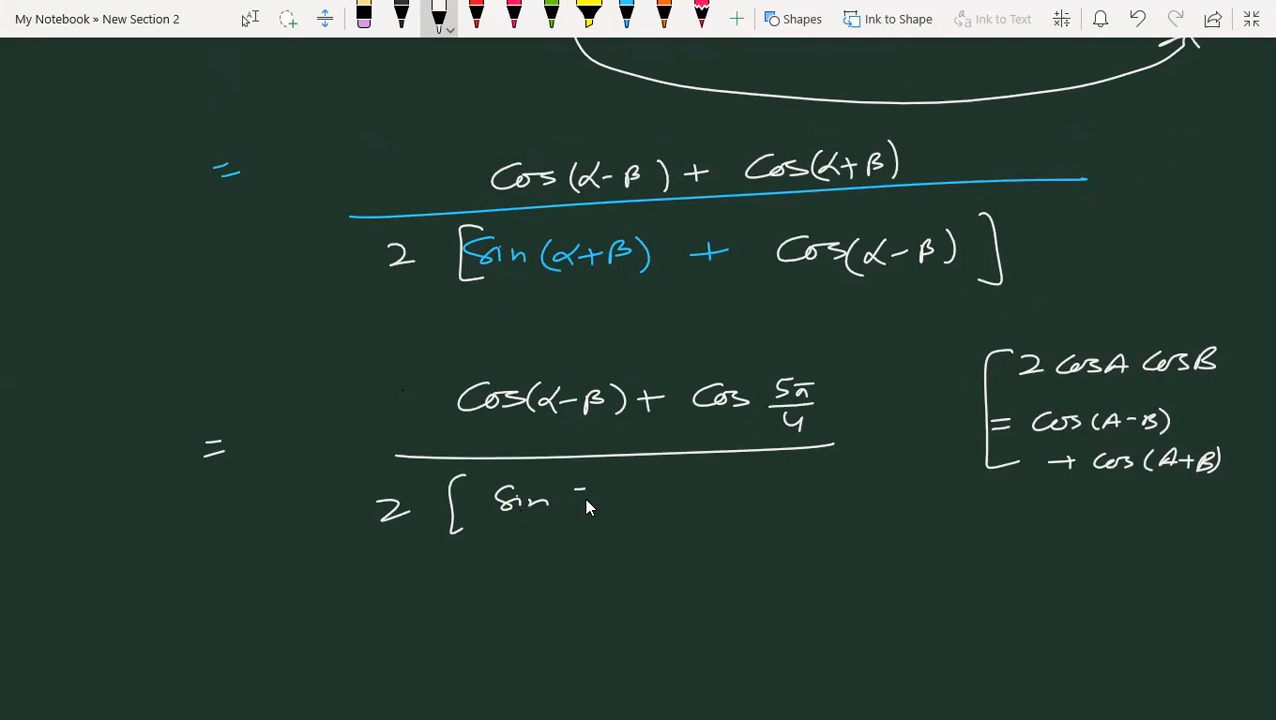 My Notebook » New Section 2
Shapes Ink to Shape Ink to Text
= Cos(α-β) + Cos(α+β)
2 [Sin(α+β) + Cos(α-β)]
= Cos(α-β) + Cos 5π/4
2 [ Sin
2 CosA CosB
= Cos(A-B)
+ Cos(A+B)